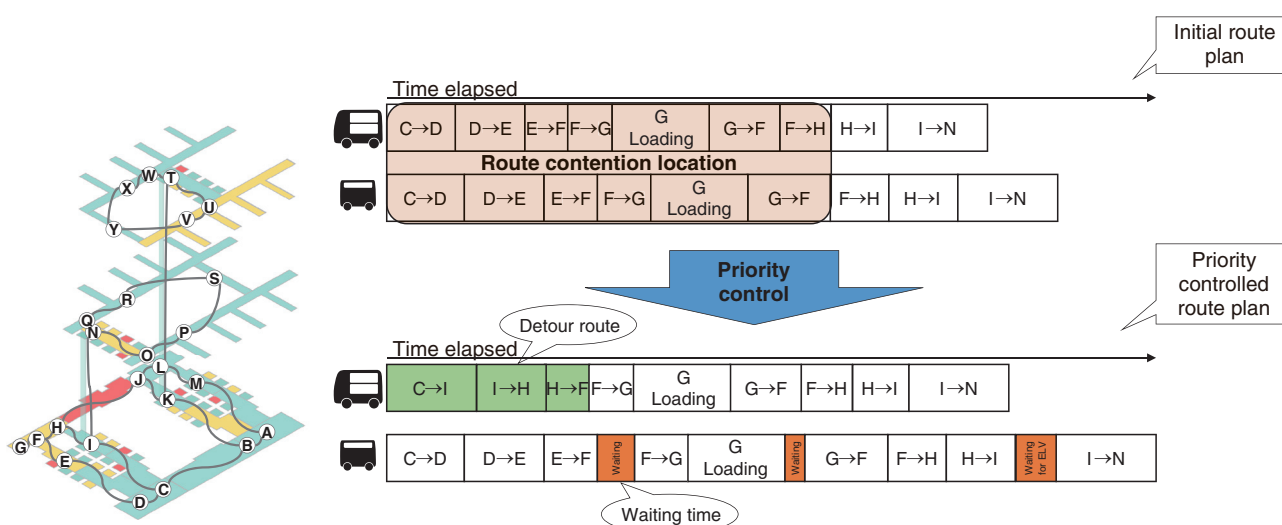 Initial route
plan
Time elapsed
C→D D→E E→F F→G G Loading G→F F→H H→I I→N
Route contention location
C→D D→E E→F F→G G Loading G→F F→H H→I I→N
Priority
control
Priority
controlled
route plan
Detour route
Time elapsed
C→I I→H H→F F→G G Loading G→F F→H H→I I→N
C→D D→E E→F Waiting F→G G Loading Waiting G→F F→H H→I Waiting for ELV I→N
Waiting time
X W T
U
V
Y
S
R
Q
N P
O
L
J M
K
H A
G F I B
E
C
D